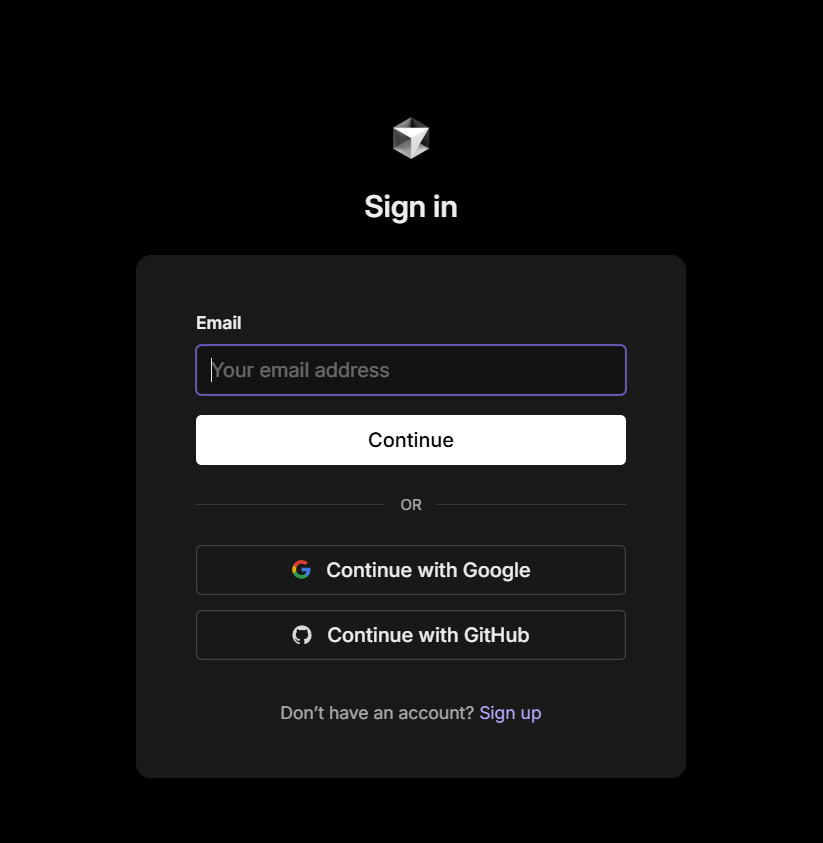 Sign in
Email
Your email address
Continue
OR
Continue with Google
Continue with GitHub
Don’t have an account? Sign up